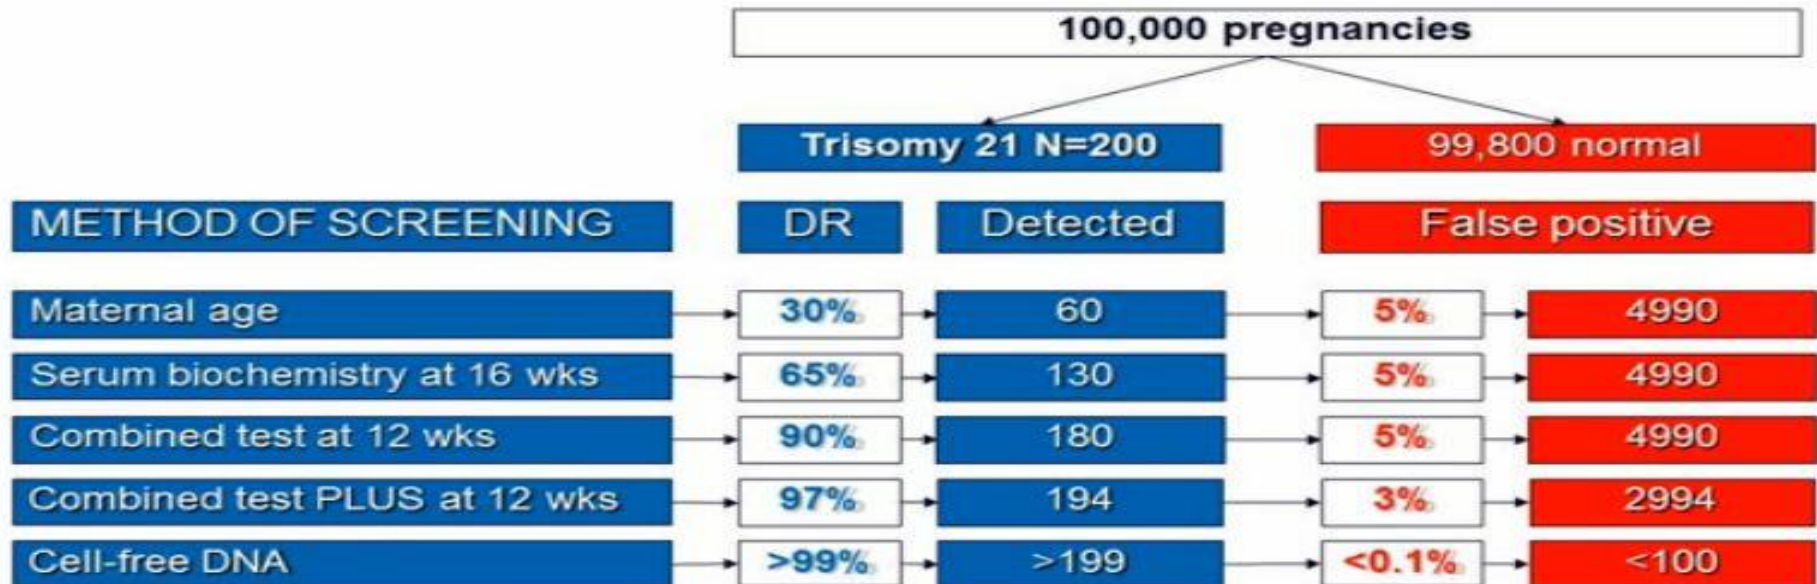 100,000 pregnancies
Trisomy 21 N=200 99,800 normal
METHOD OF SCREENING DR Detected False positive
Maternal age 30% 60 5% 4990
Serum biochemistry at 16 wks 65% 130 5% 4990
Combined test at 12 wks 90% 180 5% 4990
Combined test PLUS at 12 wks 97% 194 3% 2994
Cell-free DNA >99% >199 <0.1% <100